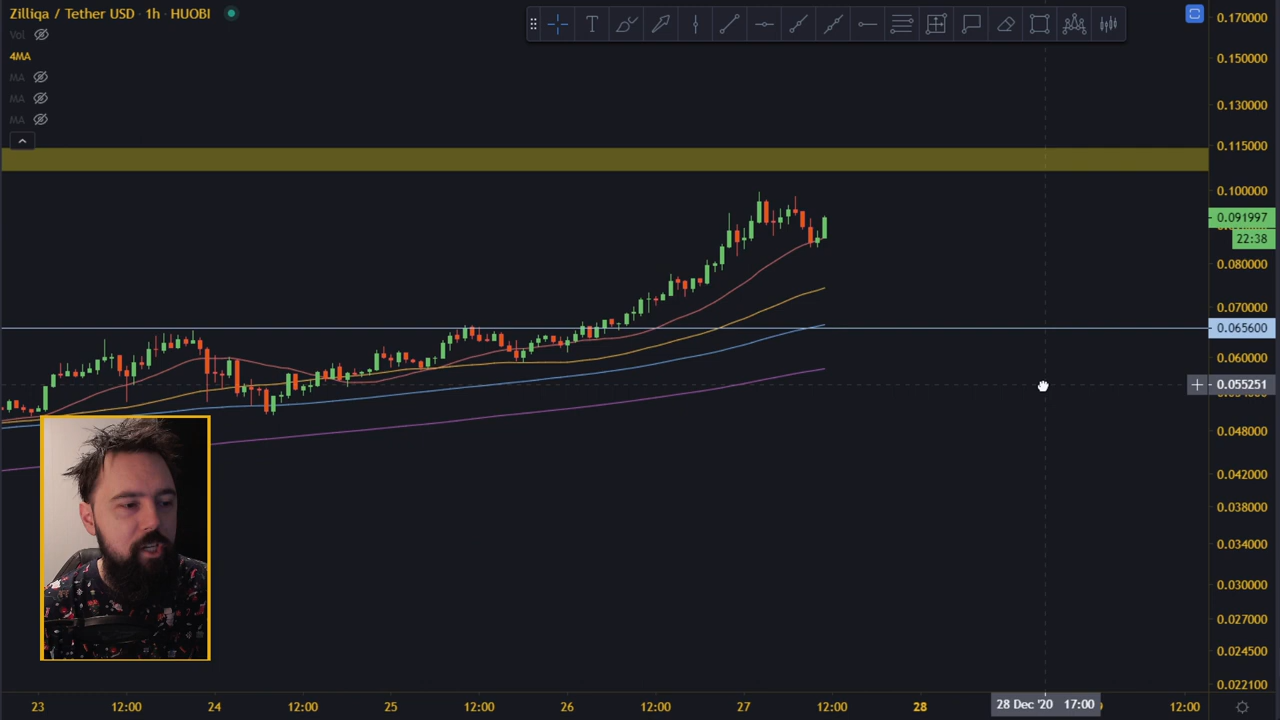 Zilliqa / Tether USD · 1h · HUOBI
Vol
4MA
MA
MA
MA
T
0.170000
0.150000
0.130000
0.115000
0.100000
0.091997
22:38
0.080000
0.070000
0.065600
0.060000
0.055251
0.048000
0.042000
0.038000
0.034000
0.030000
0.027000
0.024500
0.022100
23 12:00 24 12:00 25 12:00 26 12:00 27 12:00 28 28 Dec '20 17:00 12:00